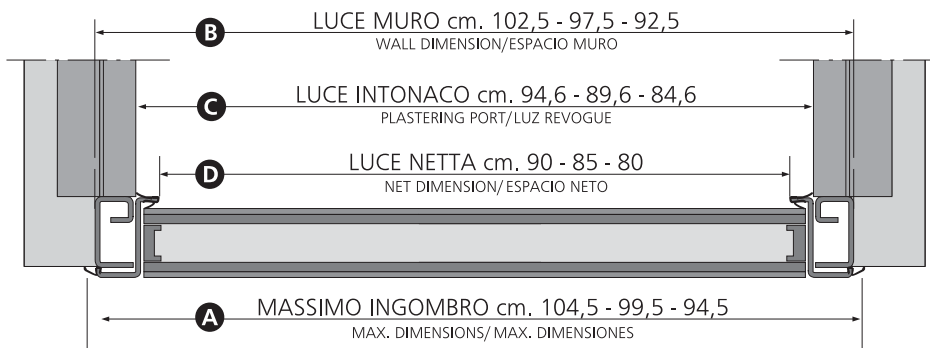 B LUCE MURO cm. 102,5 - 97,5 - 92,5
WALL DIMENSION/ESPACIO MURO
C LUCE INTONACO cm. 94,6 - 89,6 - 84,6
PLASTERING PORT/LUZ REVOGUE
D LUCE NETTA cm. 90 - 85 - 80
NET DIMENSION/ESPACIO NETO
A MASSIMO INGOMBRO cm. 104,5 - 99,5 - 94,5
MAX. DIMENSIONS/ MAX. DIMENSIONES